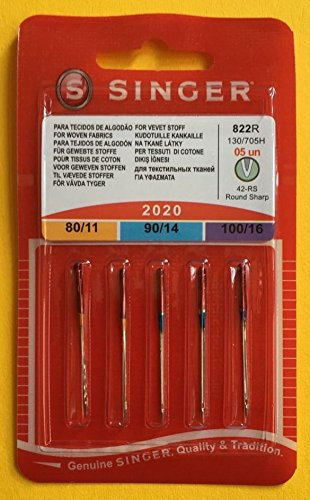 S SINGER
PARA TECIDOS DE ALGODÃO
FOR WOVEN FABRICS
PARA TEJIDOS DE ALGODÓN
FÜR GEWEBTE STOFFE
POUR TISSUS DE COTON
VOOR GEWEVEN STOFFEN
TIL VÆVEDE STOFFER
FÖR VÄVDA TYGER
FOR VEVET STOFF
KUDOTUILLE KANKAILLE
NA TKANÉ LÁTKY
PER TESSUTI DI COTONE
DIKIŞ İGNESI
для текстильных тканей
ΓΙΑ ΥΦΑΣΜΑΤΑ
822R
130/705H
05 un
V
42-RS
Round Sharp
2020
80/11 90/14 100/16
Genuine SINGER. Quality & Tradition.